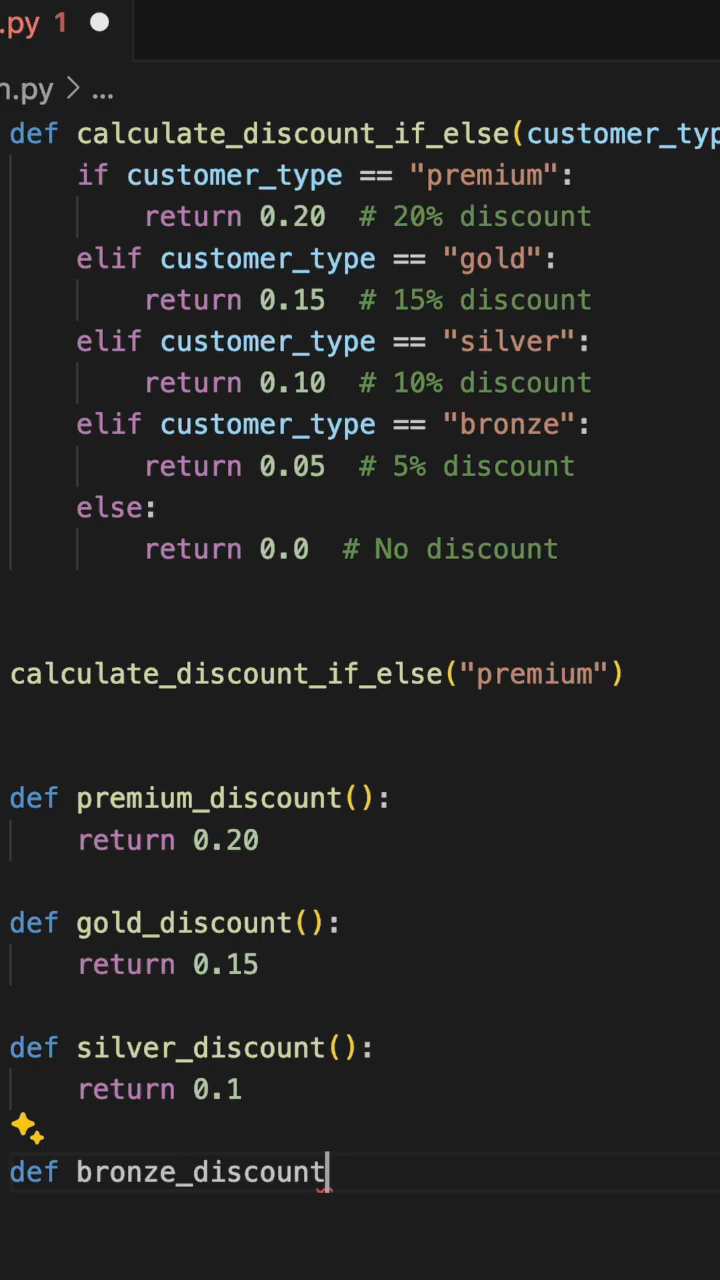 .py 1
n.py > ...
def calculate_discount_if_else(customer_typ
    if customer_type == "premium":
        return 0.20  # 20% discount
    elif customer_type == "gold":
        return 0.15  # 15% discount
    elif customer_type == "silver":
        return 0.10  # 10% discount
    elif customer_type == "bronze":
        return 0.05  # 5% discount
    else:
        return 0.0  # No discount
calculate_discount_if_else("premium")
def premium_discount():
    return 0.20
def gold_discount():
    return 0.15
def silver_discount():
    return 0.1
def bronze_discount